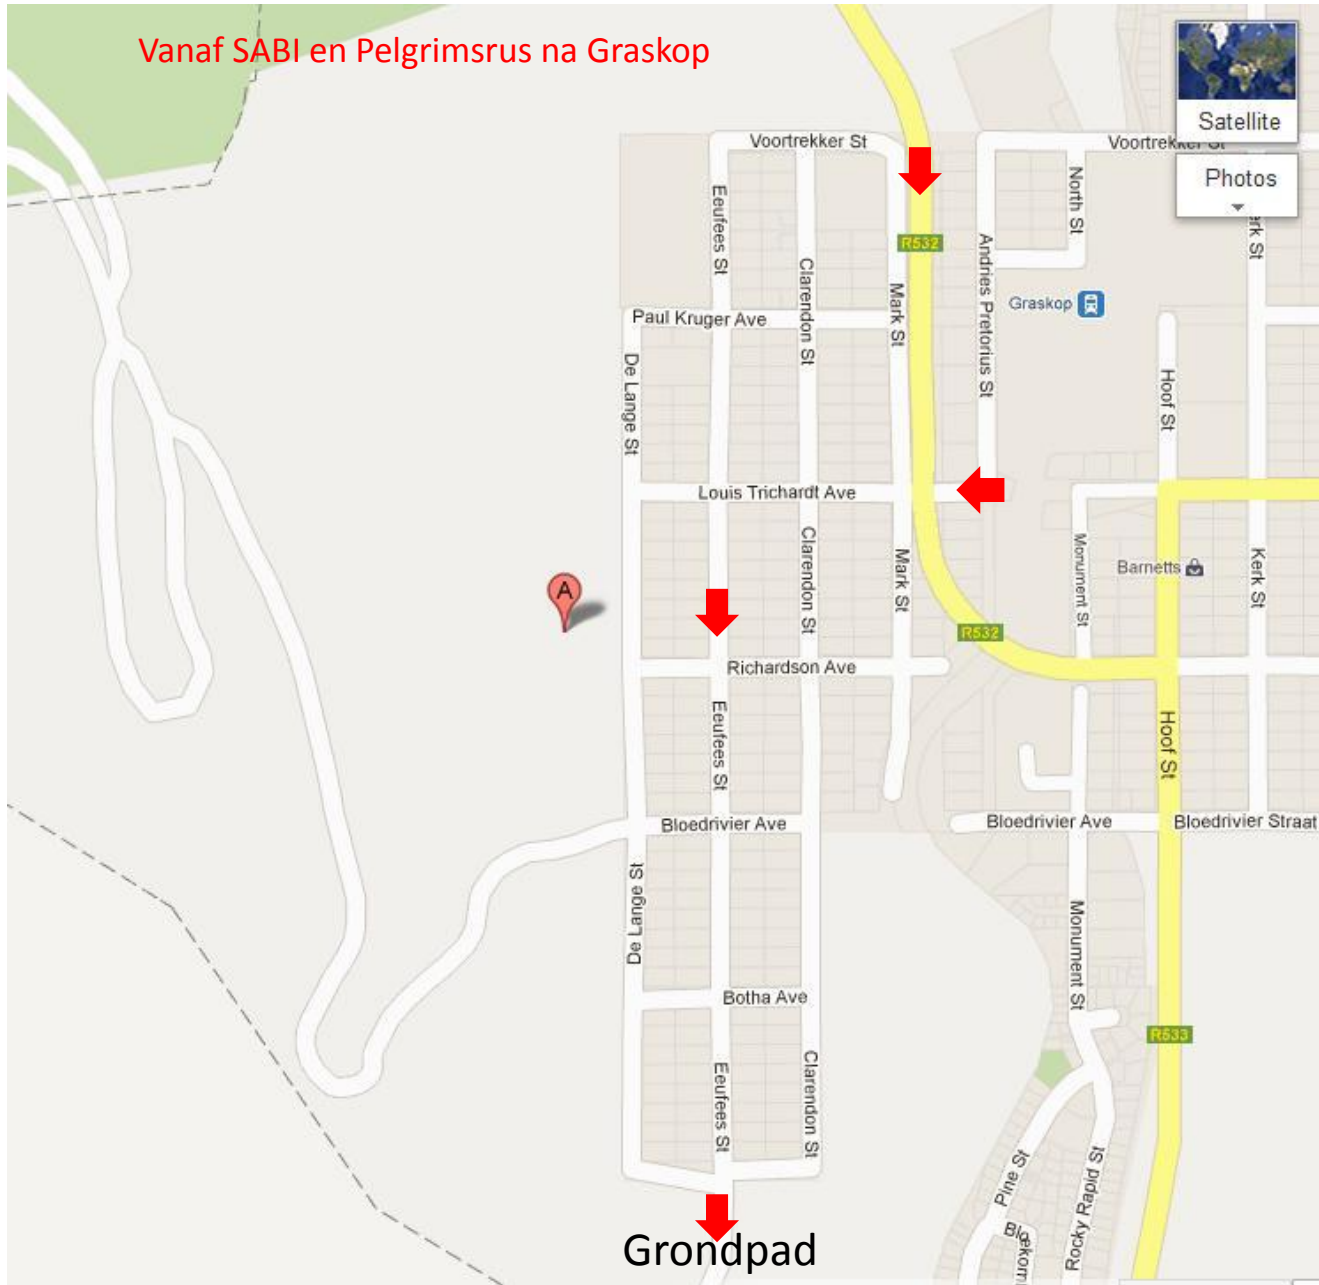 Vanaf SABI en Pelgrimsrus na Graskop
Satellite
Photos
Voortrekker St
Voortrekker St
Eeufees St
Clarendon St
Mark St
R532
Andries Pretorius St
North St
Graskop
Paul Kruger Ave
De Lange St
Hoof St
Louis Trichardt Ave
A
Clarendon St
Mark St
Monument St
Barnetts
Kerk St
R532
Richardson Ave
Eeufees St
Hoof St
Bloedrivier Ave
Bloedrivier Ave
Bloedrivier Straat
De Lange St
Monument St
Botha Ave
R533
Eeufees St
Clarendon St
Pine St
Rocky Rapid St
Grondpad